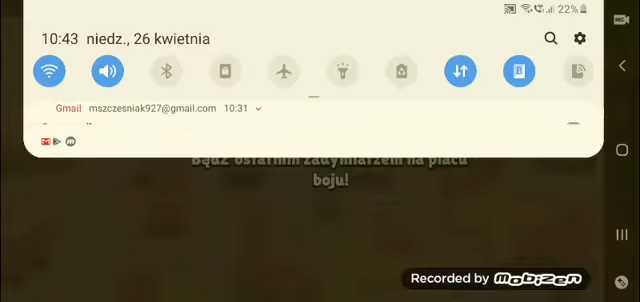 22%
10:43 niedz., 26 kwietnia
Gmail mszczesniak927@gmail.com 10:31
Bądź ostatnim zadymiarzem na placu
boju!
Recorded by mobizen